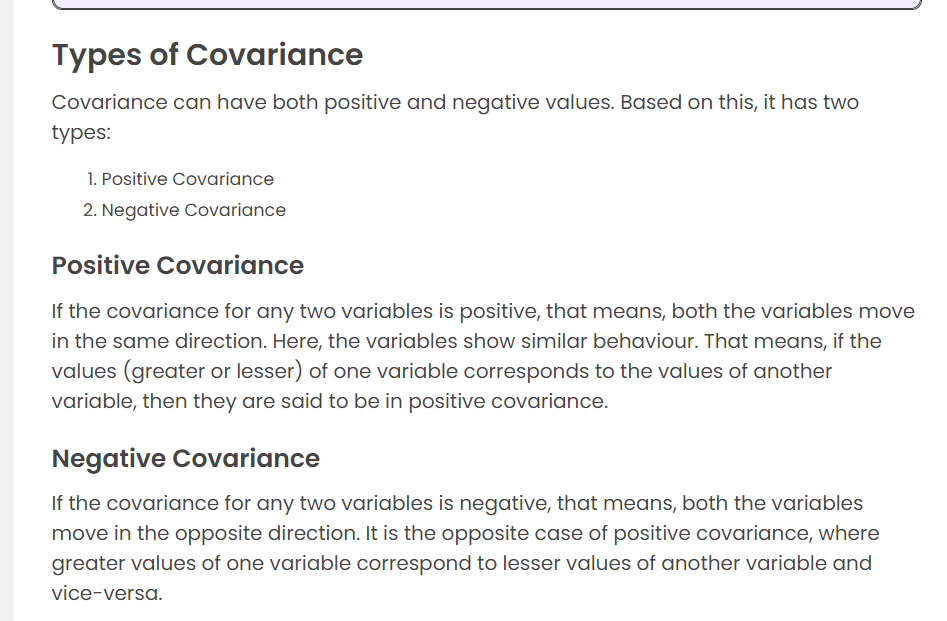 Types of Covariance
Covariance can have both positive and negative values. Based on this, it has two
types:
1. Positive Covariance
2. Negative Covariance
Positive Covariance
If the covariance for any two variables is positive, that means, both the variables move
in the same direction. Here, the variables show similar behaviour. That means, if the
values (greater or lesser) of one variable corresponds to the values of another
variable, then they are said to be in positive covariance.
Negative Covariance
If the covariance for any two variables is negative, that means, both the variables
move in the opposite direction. It is the opposite case of positive covariance, where
greater values of one variable correspond to lesser values of another variable and
vice-versa.